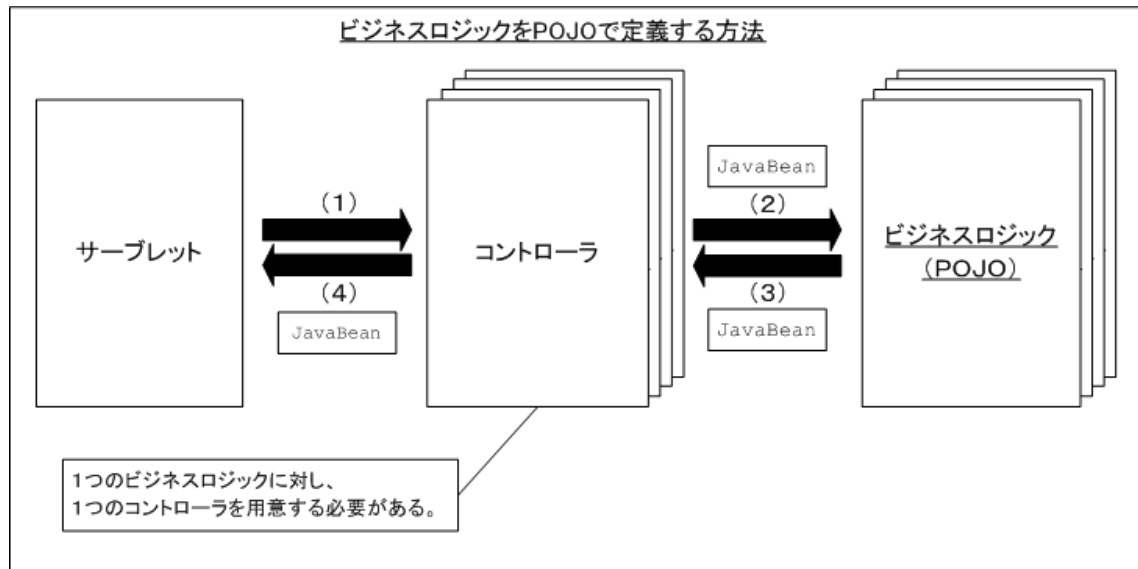 ビジネスロジックをPOJOで定義する方法
サーブレット
(1)
(4)
JavaBean
コントローラ
JavaBean
(2)
(3)
JavaBean
ビジネスロジック
(POJO)
1つのビジネスロジックに対し、
1つのコントローラを用意する必要がある。